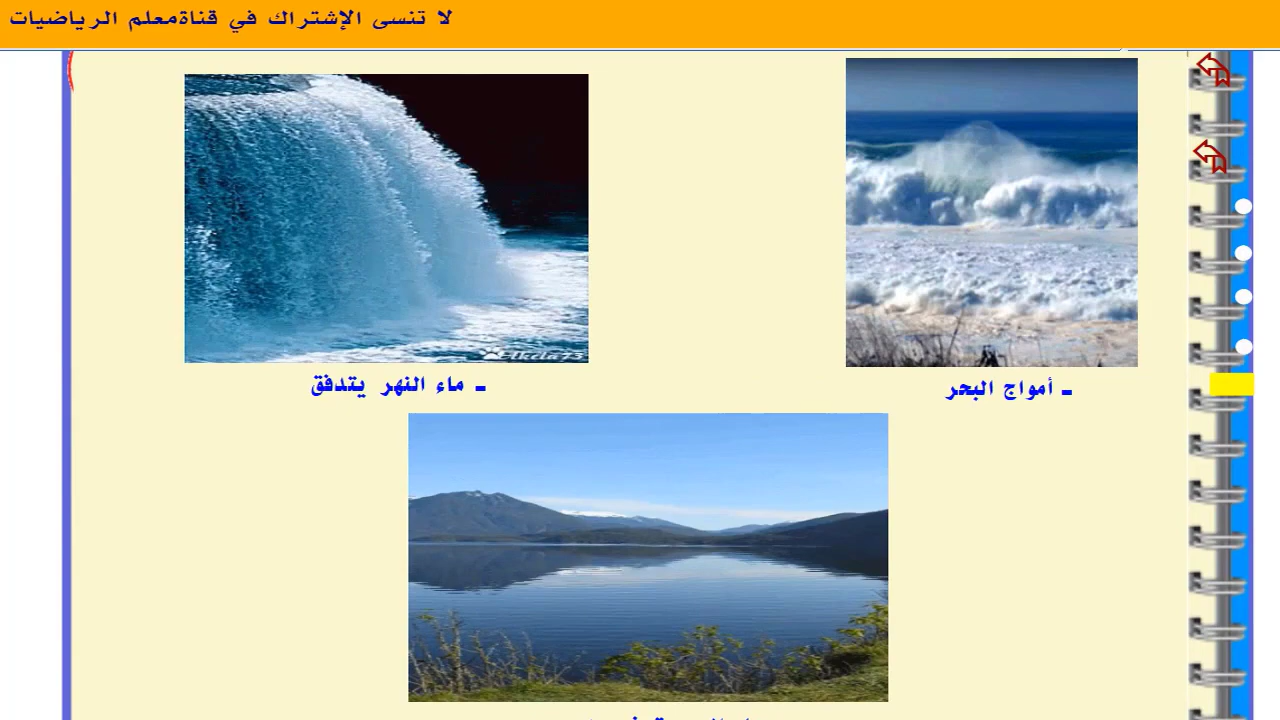 لا تنسى الإشتراك في قناةمعلم الرياضيات
ـ أمواج البحر
ـ ماء النهر يتدفق